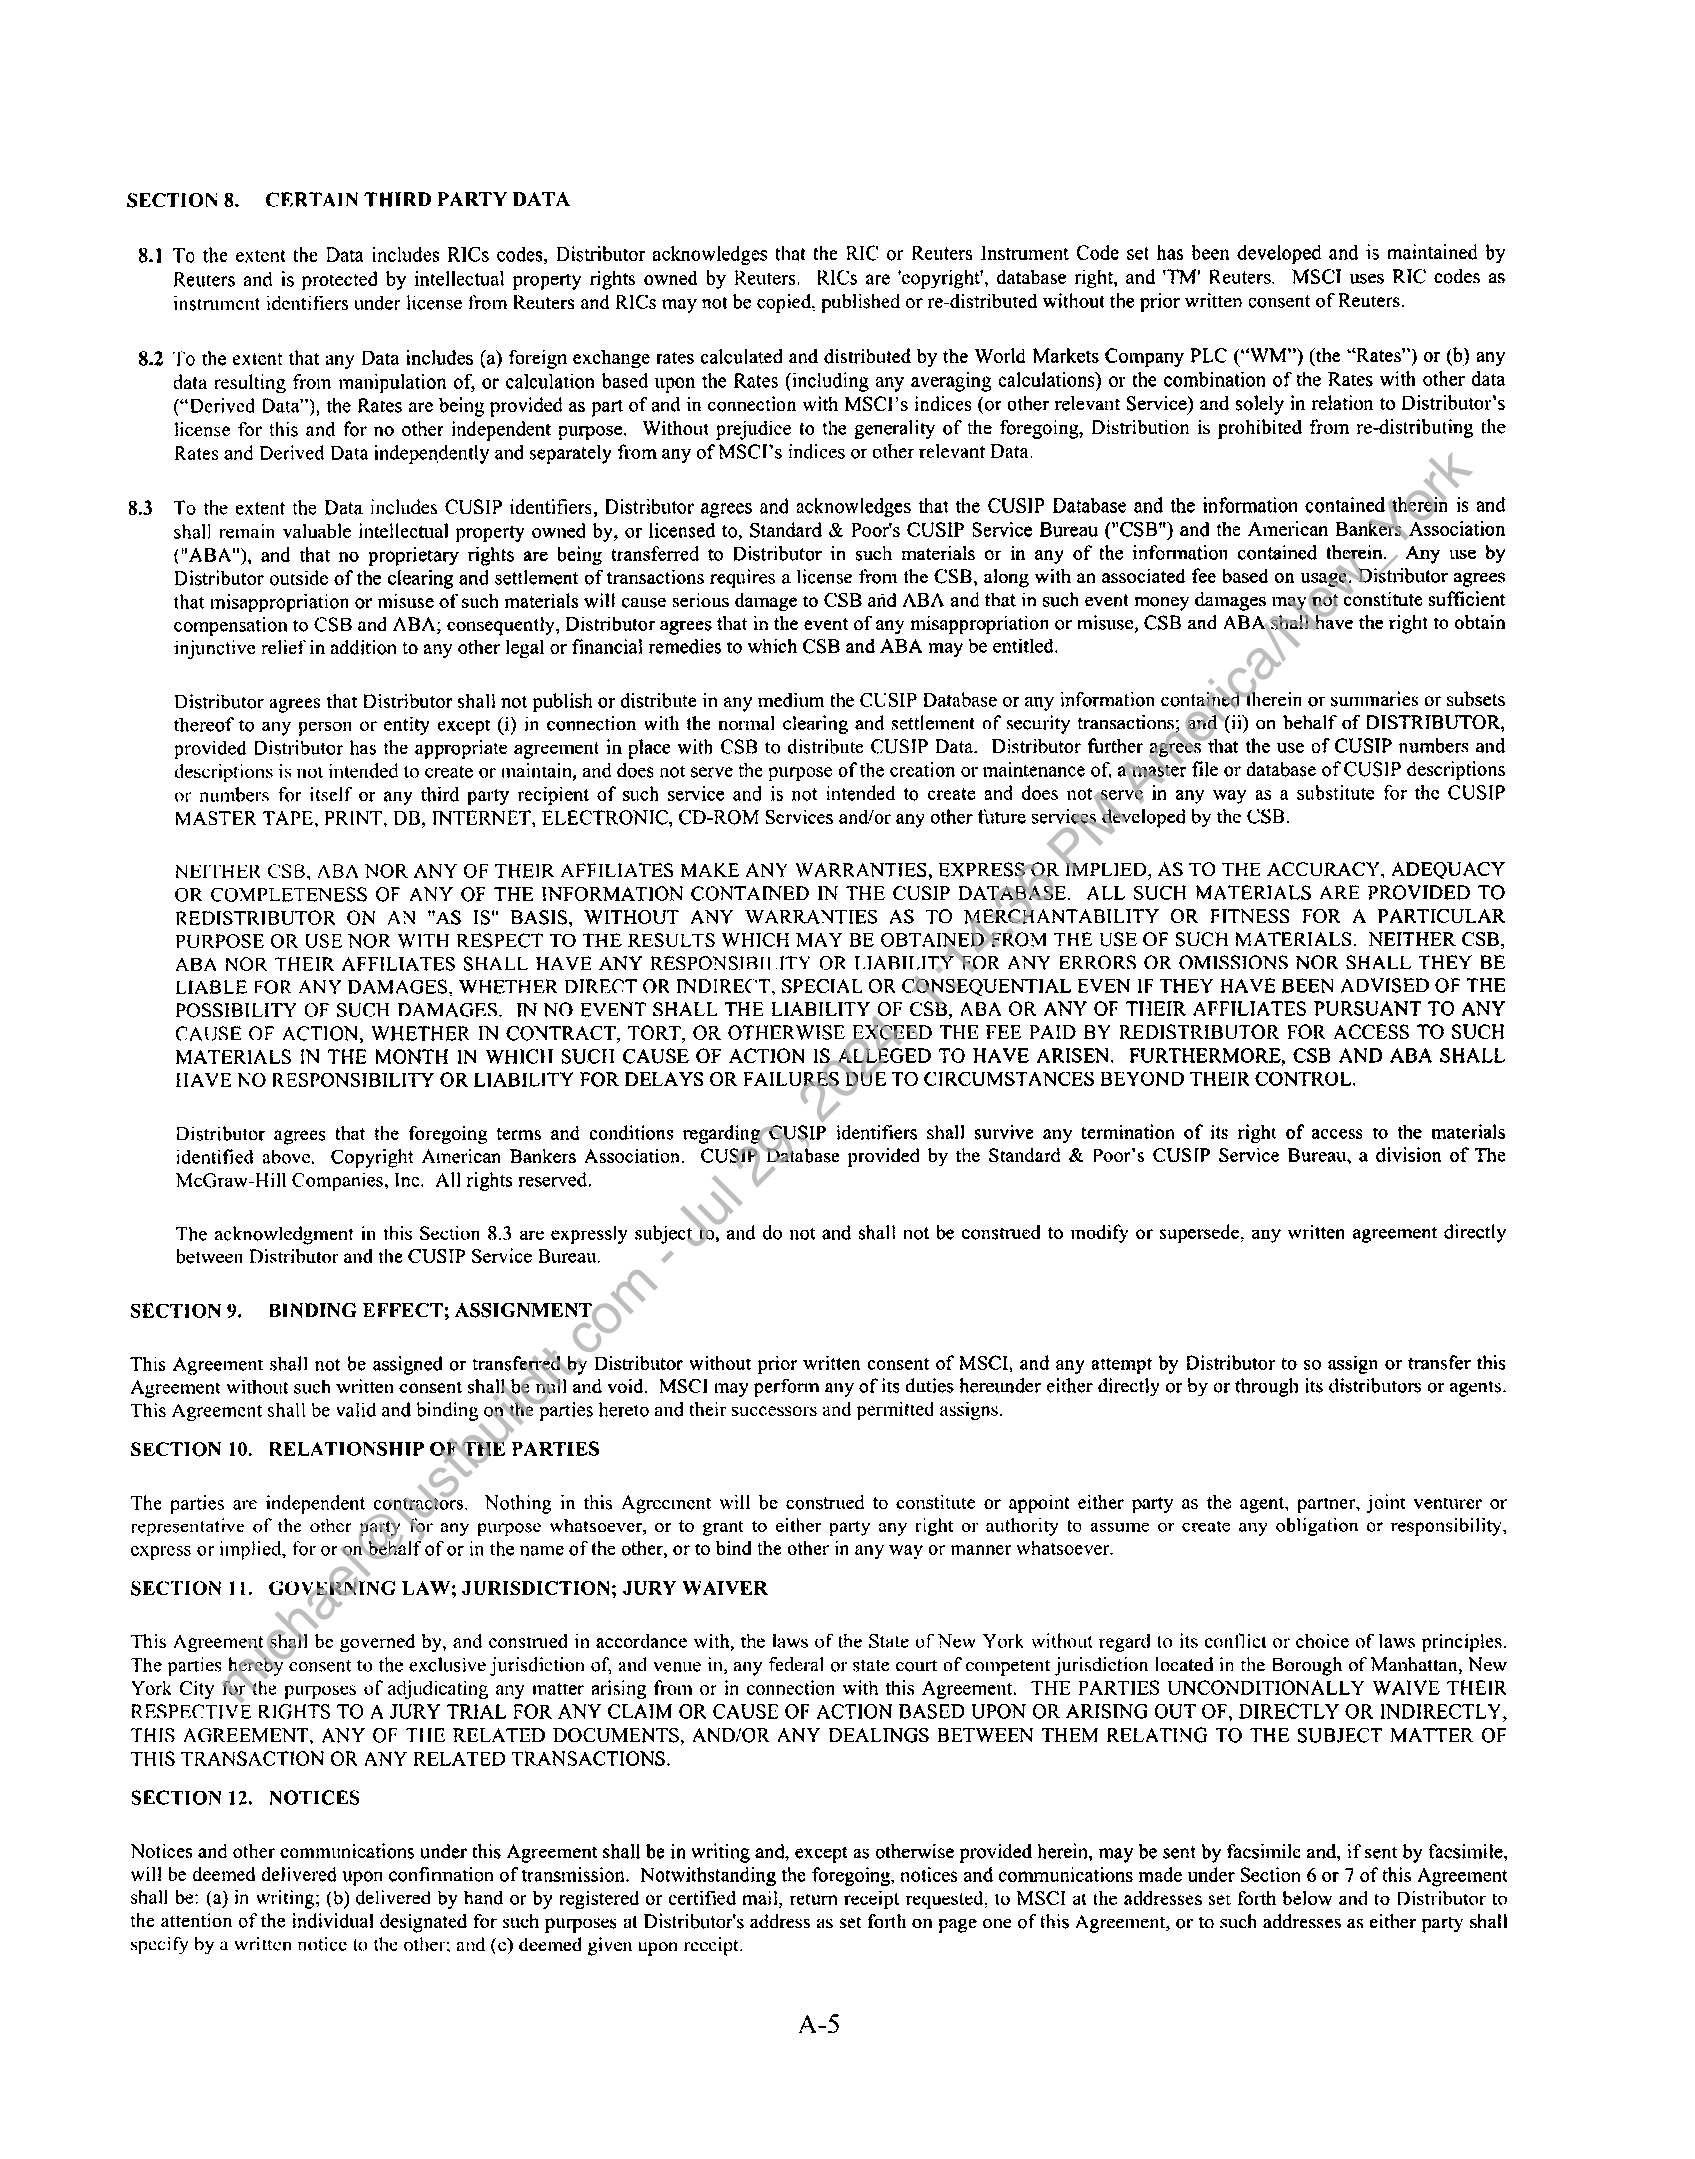 SECTION 8. CERTAIN THIRD PARTY DATA
8.1 To the extent the Data includes RICs codes, Distributor acknowledges that the RIC or Reuters Instrument Code set has been developed and is maintained by
Reuters and is protected by intellectual property rights owned by Reuters. RICs are 'copyright', database right, and 'TM' Reuters. MSCI uses RIC codes as
instrument identifiers under license from Reuters and RICs may not be copied, published or re-distributed without the prior written consent of Reuters.
8.2 To the extent that any Data includes (a) foreign exchange rates calculated and distributed by the World Markets Company PLC (“WM”) (the “Rates”) or (b) any
data resulting from manipulation of, or calculation based upon the Rates (including any averaging calculations) or the combination of the Rates with other data
(“Derived Data”), the Rates are being provided as part of and in connection with MSCI’s indices (or other relevant Service) and solely in relation to Distributor’s
license for this and for no other independent purpose. Without prejudice to the generality of the foregoing, Distribution is prohibited from re-distributing the
Rates and Derived Data independently and separately from any of MSCI’s indices or other relevant Data.
8.3 To the extent the Data includes CUSIP identifiers, Distributor agrees and acknowledges that the CUSIP Database and the information contained therein is and
shall remain valuable intellectual property owned by, or licensed to, Standard & Poor's CUSIP Service Bureau ("CSB") and the American Bankers Association
("ABA"), and that no proprietary rights are being transferred to Distributor in such materials or in any of the information contained therein. Any use by
Distributor outside of the clearing and settlement of transactions requires a license from the CSB, along with an associated fee based on usage. Distributor agrees
that misappropriation or misuse of such materials will cause serious damage to CSB and ABA and that in such event money damages may not constitute sufficient
compensation to CSB and ABA; consequently, Distributor agrees that in the event of any misappropriation or misuse, CSB and ABA shall have the right to obtain
injunctive relief in addition to any other legal or financial remedies to which CSB and ABA may be entitled.
Distributor agrees that Distributor shall not publish or distribute in any medium the CUSIP Database or any information contained therein or summaries or subsets
thereof to any person or entity except (i) in connection with the normal clearing and settlement of security transactions; and (ii) on behalf of DISTRIBUTOR,
provided Distributor has the appropriate agreement in place with CSB to distribute CUSIP Data. Distributor further agrees that the use of CUSIP numbers and
descriptions is not intended to create or maintain, and does not serve the purpose of the creation or maintenance of, a master file or database of CUSIP descriptions
or numbers for itself or any third party recipient of such service and is not intended to create and does not serve in any way as a substitute for the CUSIP
MASTER TAPE, PRINT, DB, INTERNET, ELECTRONIC, CD-ROM Services and/or any other future services developed by the CSB.
NEITHER CSB, ABA NOR ANY OF THEIR AFFILIATES MAKE ANY WARRANTIES, EXPRESS OR IMPLIED, AS TO THE ACCURACY, ADEQUACY
OR COMPLETENESS OF ANY OF THE INFORMATION CONTAINED IN THE CUSIP DATABASE. ALL SUCH MATERIALS ARE PROVIDED TO
REDISTRIBUTOR ON AN "AS IS" BASIS, WITHOUT ANY WARRANTIES AS TO MERCHANTABILITY OR FITNESS FOR A PARTICULAR
PURPOSE OR USE NOR WITH RESPECT TO THE RESULTS WHICH MAY BE OBTAINED FROM THE USE OF SUCH MATERIALS. NEITHER CSB,
ABA NOR THEIR AFFILIATES SHALL HAVE ANY RESPONSIBILITY OR LIABILITY FOR ANY ERRORS OR OMISSIONS NOR SHALL THEY BE
LIABLE FOR ANY DAMAGES, WHETHER DIRECT OR INDIRECT, SPECIAL OR CONSEQUENTIAL EVEN IF THEY HAVE BEEN ADVISED OF THE
POSSIBILITY OF SUCH DAMAGES. IN NO EVENT SHALL THE LIABILITY OF CSB, ABA OR ANY OF THEIR AFFILIATES PURSUANT TO ANY
CAUSE OF ACTION, WHETHER IN CONTRACT, TORT, OR OTHERWISE EXCEED THE FEE PAID BY REDISTRIBUTOR FOR ACCESS TO SUCH
MATERIALS IN THE MONTH IN WHICH SUCH CAUSE OF ACTION IS ALLEGED TO HAVE ARISEN. FURTHERMORE, CSB AND ABA SHALL
HAVE NO RESPONSIBILITY OR LIABILITY FOR DELAYS OR FAILURES DUE TO CIRCUMSTANCES BEYOND THEIR CONTROL.
Distributor agrees that the foregoing terms and conditions regarding CUSIP identifiers shall survive any termination of its right of access to the materials
identified above. Copyright American Bankers Association. CUSIP Database provided by the Standard & Poor’s CUSIP Service Bureau, a division of The
McGraw-Hill Companies, Inc. All rights reserved.
The acknowledgment in this Section 8.3 are expressly subject to, and do not and shall not be construed to modify or supersede, any written agreement directly
between Distributor and the CUSIP Service Bureau.
SECTION 9. BINDING EFFECT; ASSIGNMENT
This Agreement shall not be assigned or transferred by Distributor without prior written consent of MSCI, and any attempt by Distributor to so assign or transfer this
Agreement without such written consent shall be null and void. MSCI may perform any of its duties hereunder either directly or by or through its distributors or agents.
This Agreement shall be valid and binding on the parties hereto and their successors and permitted assigns.
SECTION 10. RELATIONSHIP OF THE PARTIES
The parties are independent contractors. Nothing in this Agreement will be construed to constitute or appoint either party as the agent, partner, joint venturer or
representative of the other party for any purpose whatsoever, or to grant to either party any right or authority to assume or create any obligation or responsibility,
express or implied, for or on behalf of or in the name of the other, or to bind the other in any way or manner whatsoever.
SECTION 11. GOVERNING LAW; JURISDICTION; JURY WAIVER
This Agreement shall be governed by, and construed in accordance with, the laws of the State of New York without regard to its conflict or choice of laws principles.
The parties hereby consent to the exclusive jurisdiction of, and venue in, any federal or state court of competent jurisdiction located in the Borough of Manhattan, New
York City for the purposes of adjudicating any matter arising from or in connection with this Agreement. THE PARTIES UNCONDITIONALLY WAIVE THEIR
RESPECTIVE RIGHTS TO A JURY TRIAL FOR ANY CLAIM OR CAUSE OF ACTION BASED UPON OR ARISING OUT OF, DIRECTLY OR INDIRECTLY,
THIS AGREEMENT, ANY OF THE RELATED DOCUMENTS, AND/OR ANY DEALINGS BETWEEN THEM RELATING TO THE SUBJECT MATTER OF
THIS TRANSACTION OR ANY RELATED TRANSACTIONS.
SECTION 12. NOTICES
Notices and other communications under this Agreement shall be in writing and, except as otherwise provided herein, may be sent by facsimile and, if sent by facsimile,
will be deemed delivered upon confirmation of transmission. Notwithstanding the foregoing, notices and communications made under Section 6 or 7 of this Agreement
shall be: (a) in writing; (b) delivered by hand or by registered or certified mail, return receipt requested, to MSCI at the addresses set forth below and to Distributor to
the attention of the individual designated for such purposes at Distributor's address as set forth on page one of this Agreement, or to such addresses as either party shall
specify by a written notice to the other; and (c) deemed given upon receipt.
A-5
michael@justbuildit.com - Jul 29, 2024 1:14:36 PM America/New_York